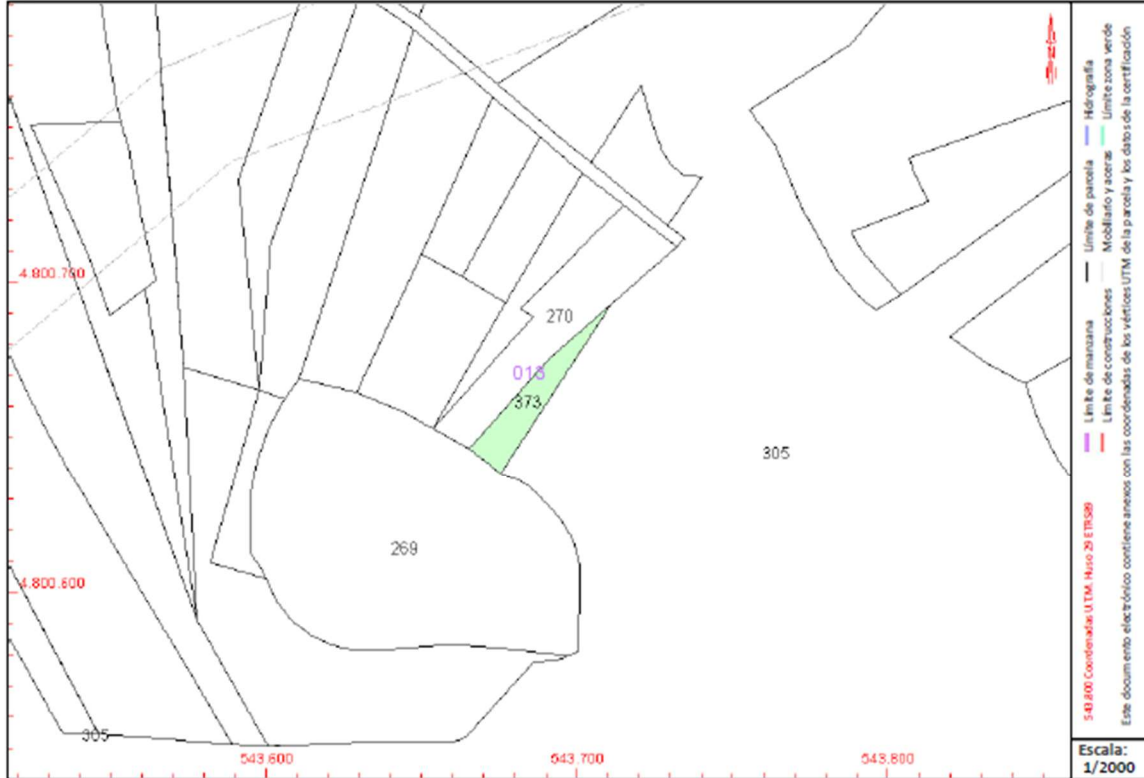 4.800.700
270
018
373
305
269
4.800.600
305
543.600
543.700
543.800
Límite de manzana
Límite de parcela
Hidrografía
Límite de construcciones
Mobiliario y aceras
Límite zona verde
543.800 Coordenadas U.T.M. Huso 29 ETRS89
Este documento electrónico contiene anexos con las coordenadas de los vértices UTM de la parcela y los datos de la certificación
Escala:
1/2000